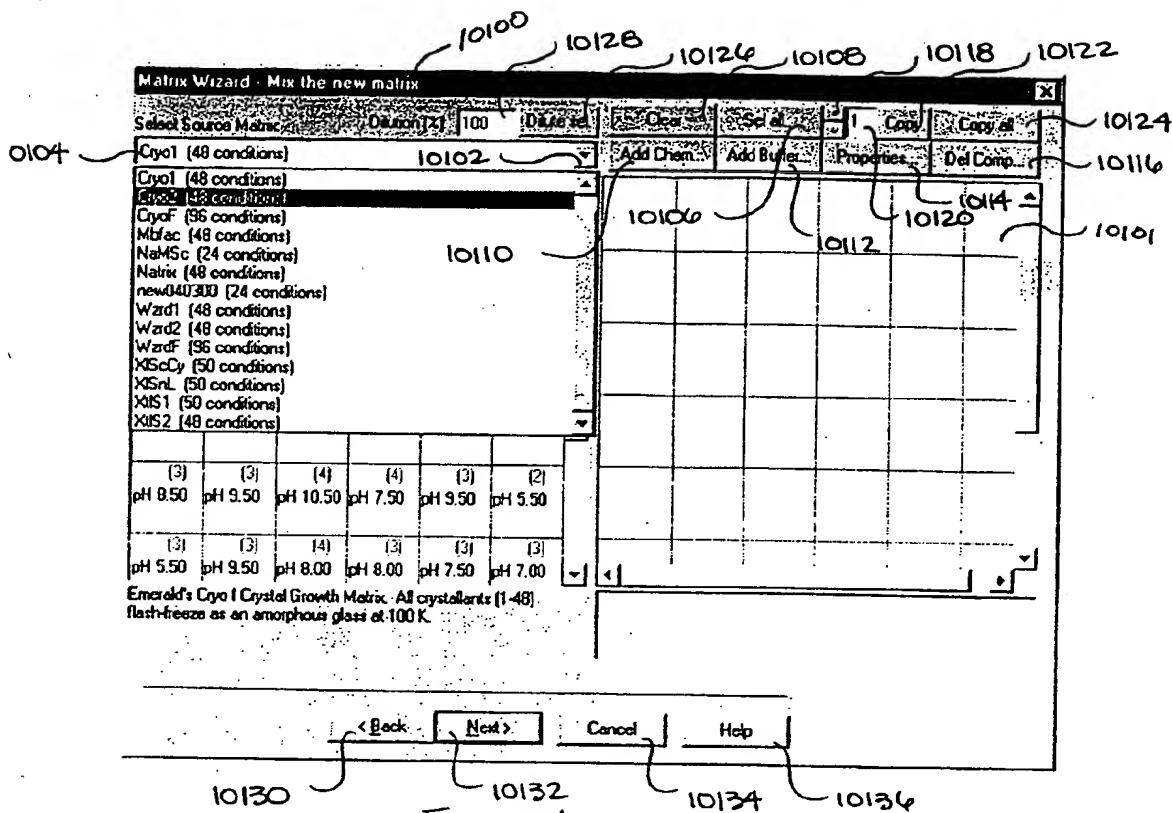 10100
10128
10126
10108
10118
10122
Matrix Wizard - Mix the new matrix
Select Source Matrix
Dilution [%]
100
Dilute sel
Clear
Set all...
1
Copy
Copy all
10124
0104
Cryo1 (48 conditions)
10102
Add Chem...
Add Buffer...
Properties...
Del Comp...
10116
Cryo1 (48 conditions)
Cryo2 (48 conditions)
CryoF (96 conditions)
Mbfac (48 conditions)
NaMSc (24 conditions)
Natrix (48 conditions)
new040300 (24 conditions)
Wzrd1 (48 conditions)
Wzrd2 (48 conditions)
WzrdF (96 conditions)
XlScCy (50 conditions)
XlSnL (50 conditions)
XtlS1 (50 conditions)
XtlS2 (48 conditions)
10106
10120
10114
10110
10112
10101
(3) (3) (4) (4) (3) (2)
pH 8.50 pH 9.50 pH 10.50 pH 7.50 pH 9.50 pH 5.50
(3) (3) (4) (3) (3) (3)
pH 5.50 pH 9.50 pH 8.00 pH 8.00 pH 7.50 pH 7.00
Emerald's Cryo I Crystal Growth Matrix. All crystallants (1-48)
flash-freeze as an amorphous glass at 100 K.
< Back
Next >
Cancel
Help
10130
10132
10134
10136